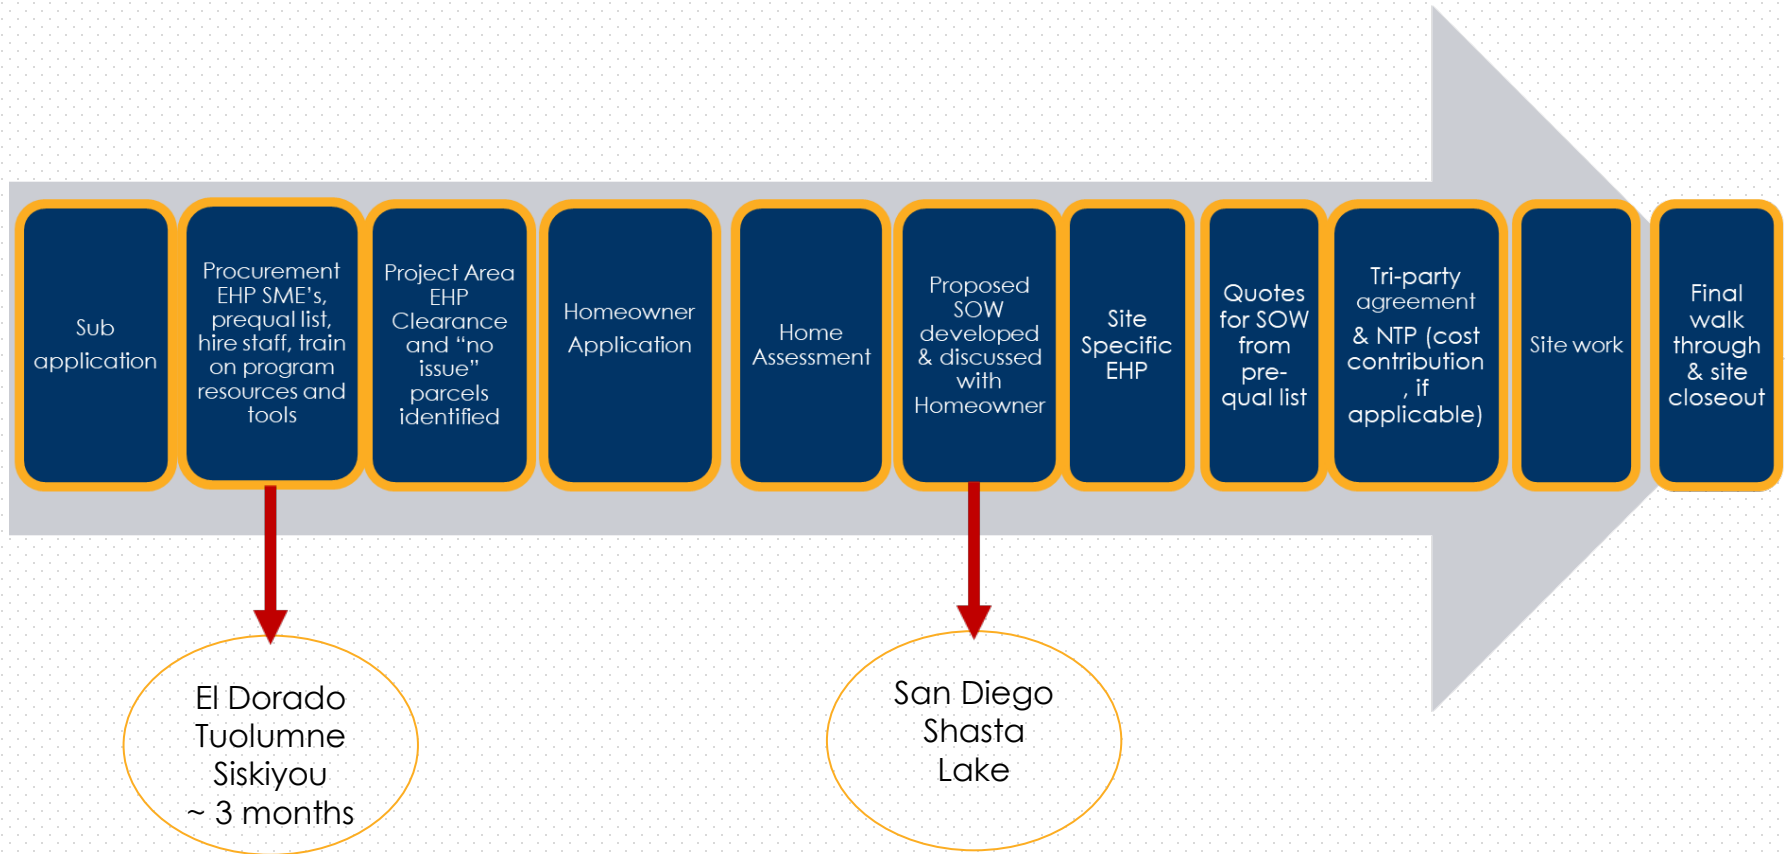 Sub
application
Procurement
EHP SME's,
prequal list,
hire staff, train
on program
resources and
tools
Project Area
EHP
Clearance
and “no
issue”
parcels
identified
Homeowner
Application
Home
Assessment
Proposed
SOW
developed
& discussed
with
Homeowner
Site
Specific
EHP
Quotes
for SOW
from
pre-
qual list
Tri-party
agreement
& NTP (cost
contribution
, if
applicable)
Site work
Final
walk
through
& site
closeout
El Dorado
Tuolumne
Siskiyou
~ 3 months
San Diego
Shasta
Lake